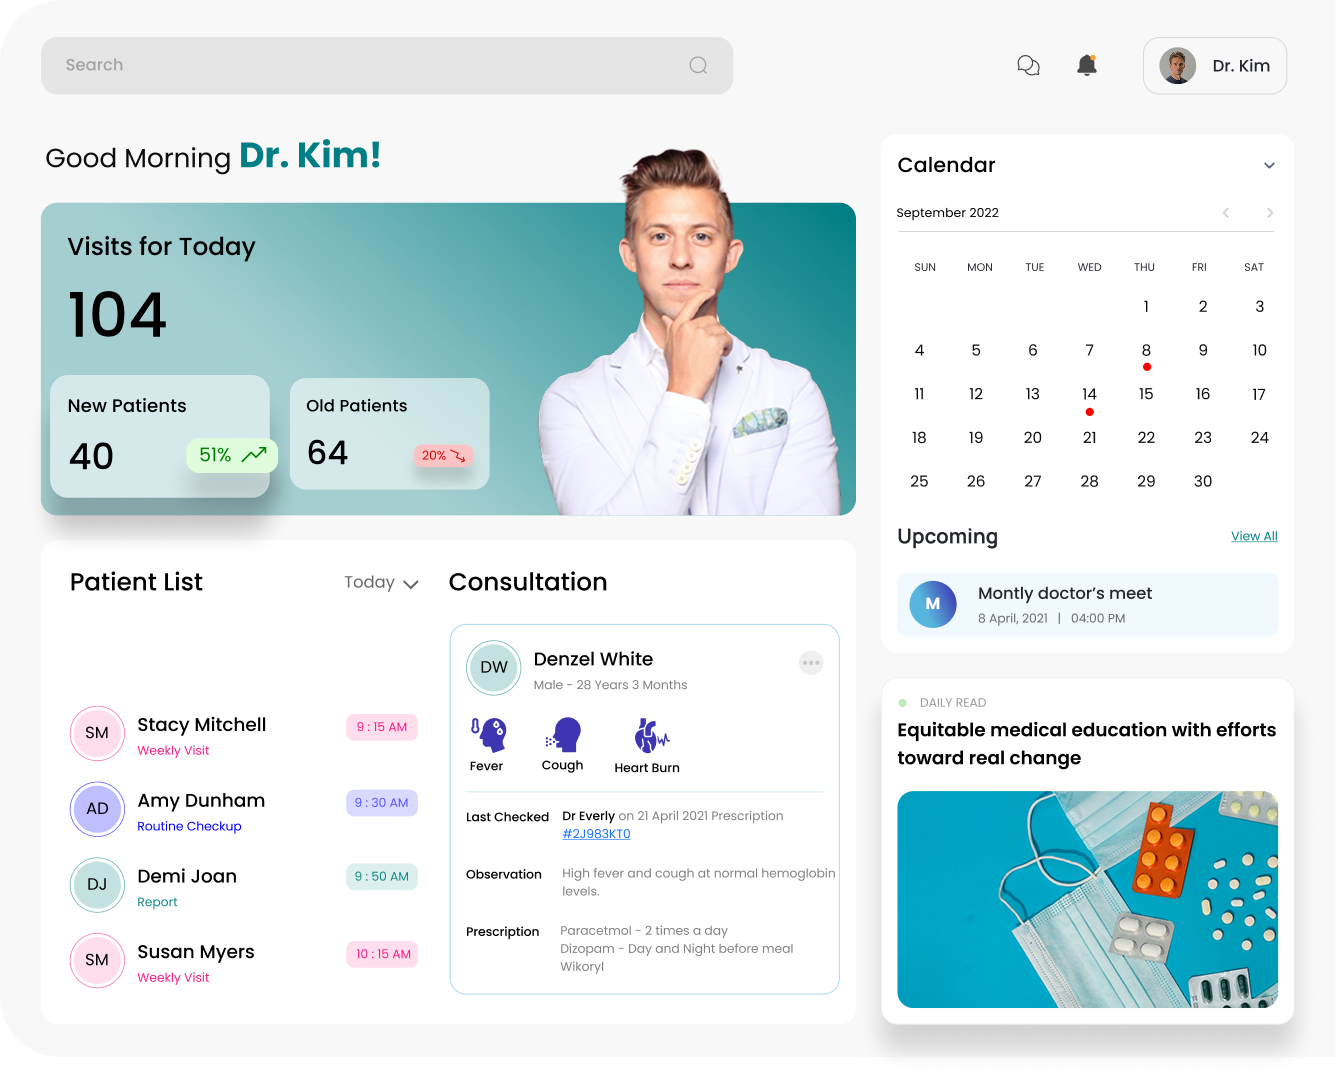 Search
Dr. Kim
Good Morning Dr. Kim!
Visits for Today
104
New Patients
40
51%
Old Patients
64
20%
Patient List
Today
SM
Stacy Mitchell
Weekly Visit
9 : 15 AM
AD
Amy Dunham
Routine Checkup
9 : 30 AM
DJ
Demi Joan
Report
9 : 50 AM
SM
Susan Myers
Weekly Visit
10 : 15 AM
Consultation
DW
Denzel White
Male - 28 Years 3 Months
Fever
Cough
Heart Burn
Last Checked
Dr Everly on 21 April 2021 Prescription
#2J983KT0
Observation
High fever and cough at normal hemoglobin
levels.
Prescription
Paracetmol - 2 times a day
Dizopam - Day and Night before meal
Wikoryl
Calendar
September 2022
SUN MON TUE WED THU FRI SAT
1 2 3
4 5 6 7 8 9 10
11 12 13 14 15 16 17
18 19 20 21 22 23 24
25 26 27 28 29 30
Upcoming
View All
M
Montly doctor’s meet
8 April, 2021 | 04:00 PM
DAILY READ
Equitable medical education with efforts
toward real change